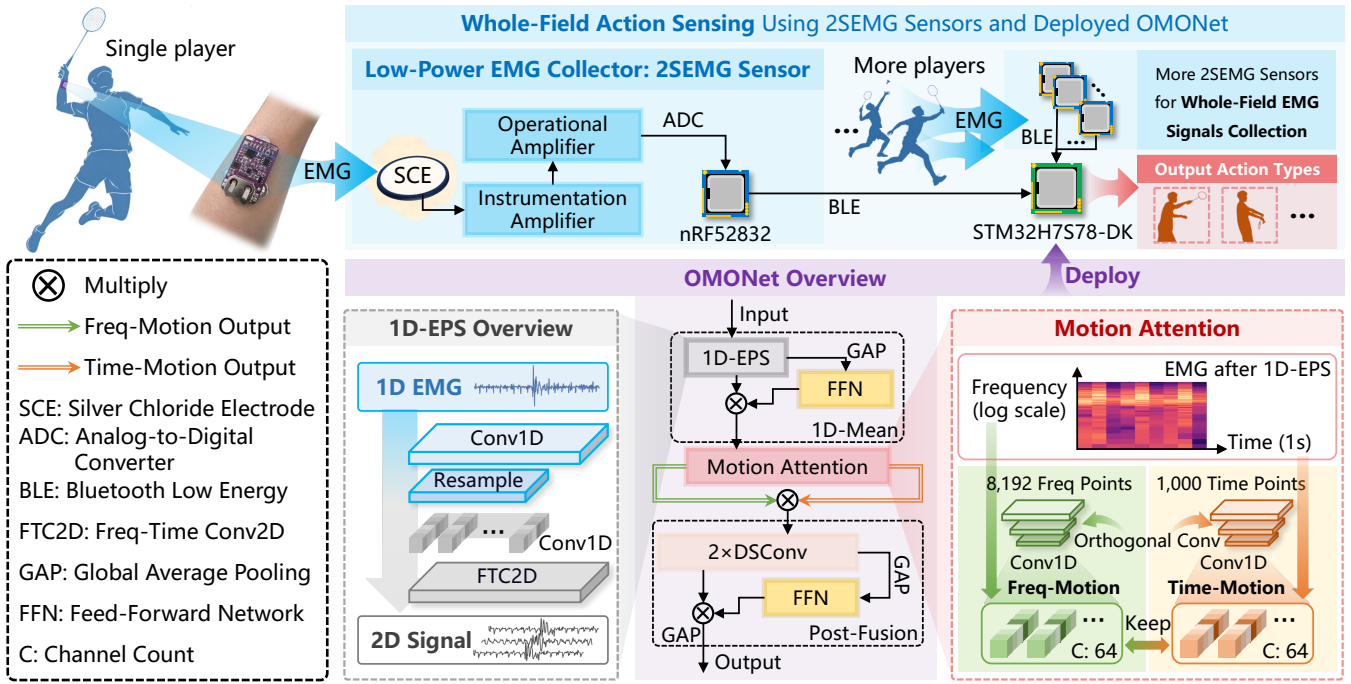 Whole-Field Action Sensing Using 2SEMG Sensors and Deployed OMONet
Single player
EMG
Low-Power EMG Collector: 2SEMG Sensor
SCE
Operational
Amplifier
Instrumentation
Amplifier
ADC
nRF52832
BLE
More players
...
EMG
BLE
...
STM32H7S78-DK
More 2SEMG Sensors
for Whole-Field EMG
Signals Collection
Output Action Types
...
Multiply
Freq-Motion Output
Time-Motion Output
SCE: Silver Chloride Electrode
ADC: Analog-to-Digital
Converter
BLE: Bluetooth Low Energy
FTC2D: Freq-Time Conv2D
GAP: Global Average Pooling
FFN: Feed-Forward Network
C: Channel Count
OMONet Overview
Deploy
1D-EPS Overview
1D EMG
Conv1D
Resample
...
Conv1D
FTC2D
2D Signal
Input
1D-EPS
GAP
FFN
1D-Mean
Motion Attention
2×DSConv
GAP
FFN
GAP
Post-Fusion
Output
Motion Attention
EMG after 1D-EPS
Frequency
(log scale)
Time (1s)
8,192 Freq Points
1,000 Time Points
Orthogonal Conv
Conv1D
Conv1D
Freq-Motion
Time-Motion
...
C: 64
Keep
...
C: 64